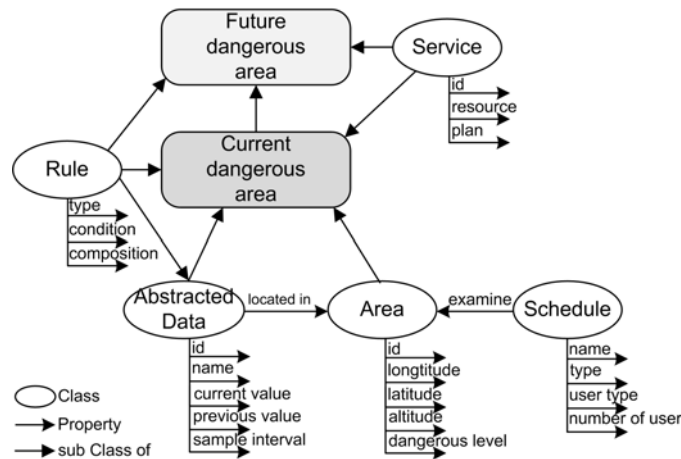 Future
dangerous
area
Service
id
resource
plan
Current
dangerous
area
Rule
type
condition
composition
Abstracted
Data
located in
Area
examine
Schedule
id
name
current value
previous value
sample interval
id
longtitude
latitude
altitude
dangerous level
name
type
user type
number of user
Class
Property
sub Class of